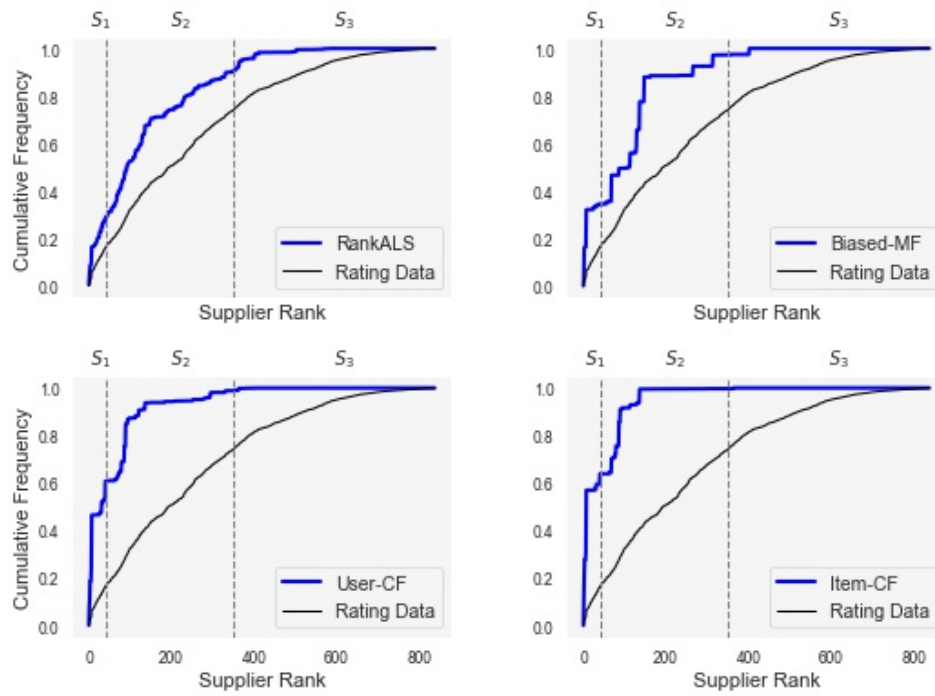 S1 S2 S3
S1 S2 S3
1.0
0.8
0.6
0.4
0.2
0.0
Cumulative Frequency
RankALS
Rating Data
Supplier Rank
1.0
0.8
0.6
0.4
0.2
0.0
Biased-MF
Rating Data
Supplier Rank
S1 S2 S3
S1 S2 S3
1.0
0.8
0.6
0.4
0.2
0.0
Cumulative Frequency
User-CF
Rating Data
0 200 400 600 800
Supplier Rank
1.0
0.8
0.6
0.4
0.2
0.0
Item-CF
Rating Data
0 200 400 600 800
Supplier Rank